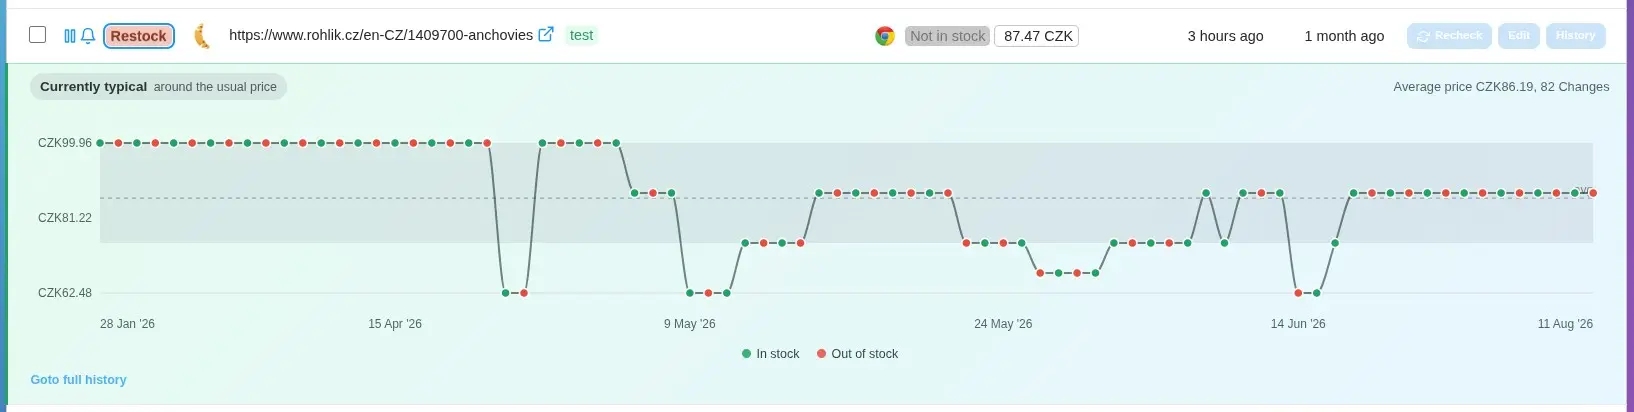 Restock https://www.rohlik.cz/en-CZ/1409700-anchovies test Not in stock 87.47 CZK 3 hours ago 1 month ago Recheck Edit History
Currently typical around the usual price Average price CZK86.19, 82 Changes
CZK99.96
CZK81.22
CZK62.48
28 Jan '26 15 Apr '26 9 May '26 24 May '26 14 Jun '26 11 Aug '26
In stock Out of stock
Goto full history